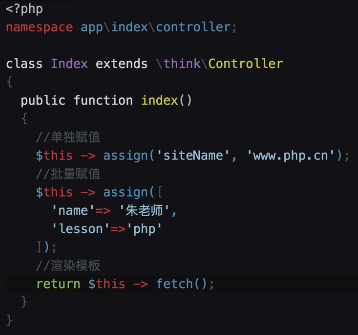 <?php
namespace app\index\controller;
class Index extends \think\Controller
{
  public function index()
  {
    //单独赋值
    $this -> assign('siteName', 'www.php.cn');
    //批量赋值
    $this -> assign([
      'name'=> '朱老师',
      'lesson'=>'php'
    ]);
    //渲染模板
    return $this -> fetch();
  }
}